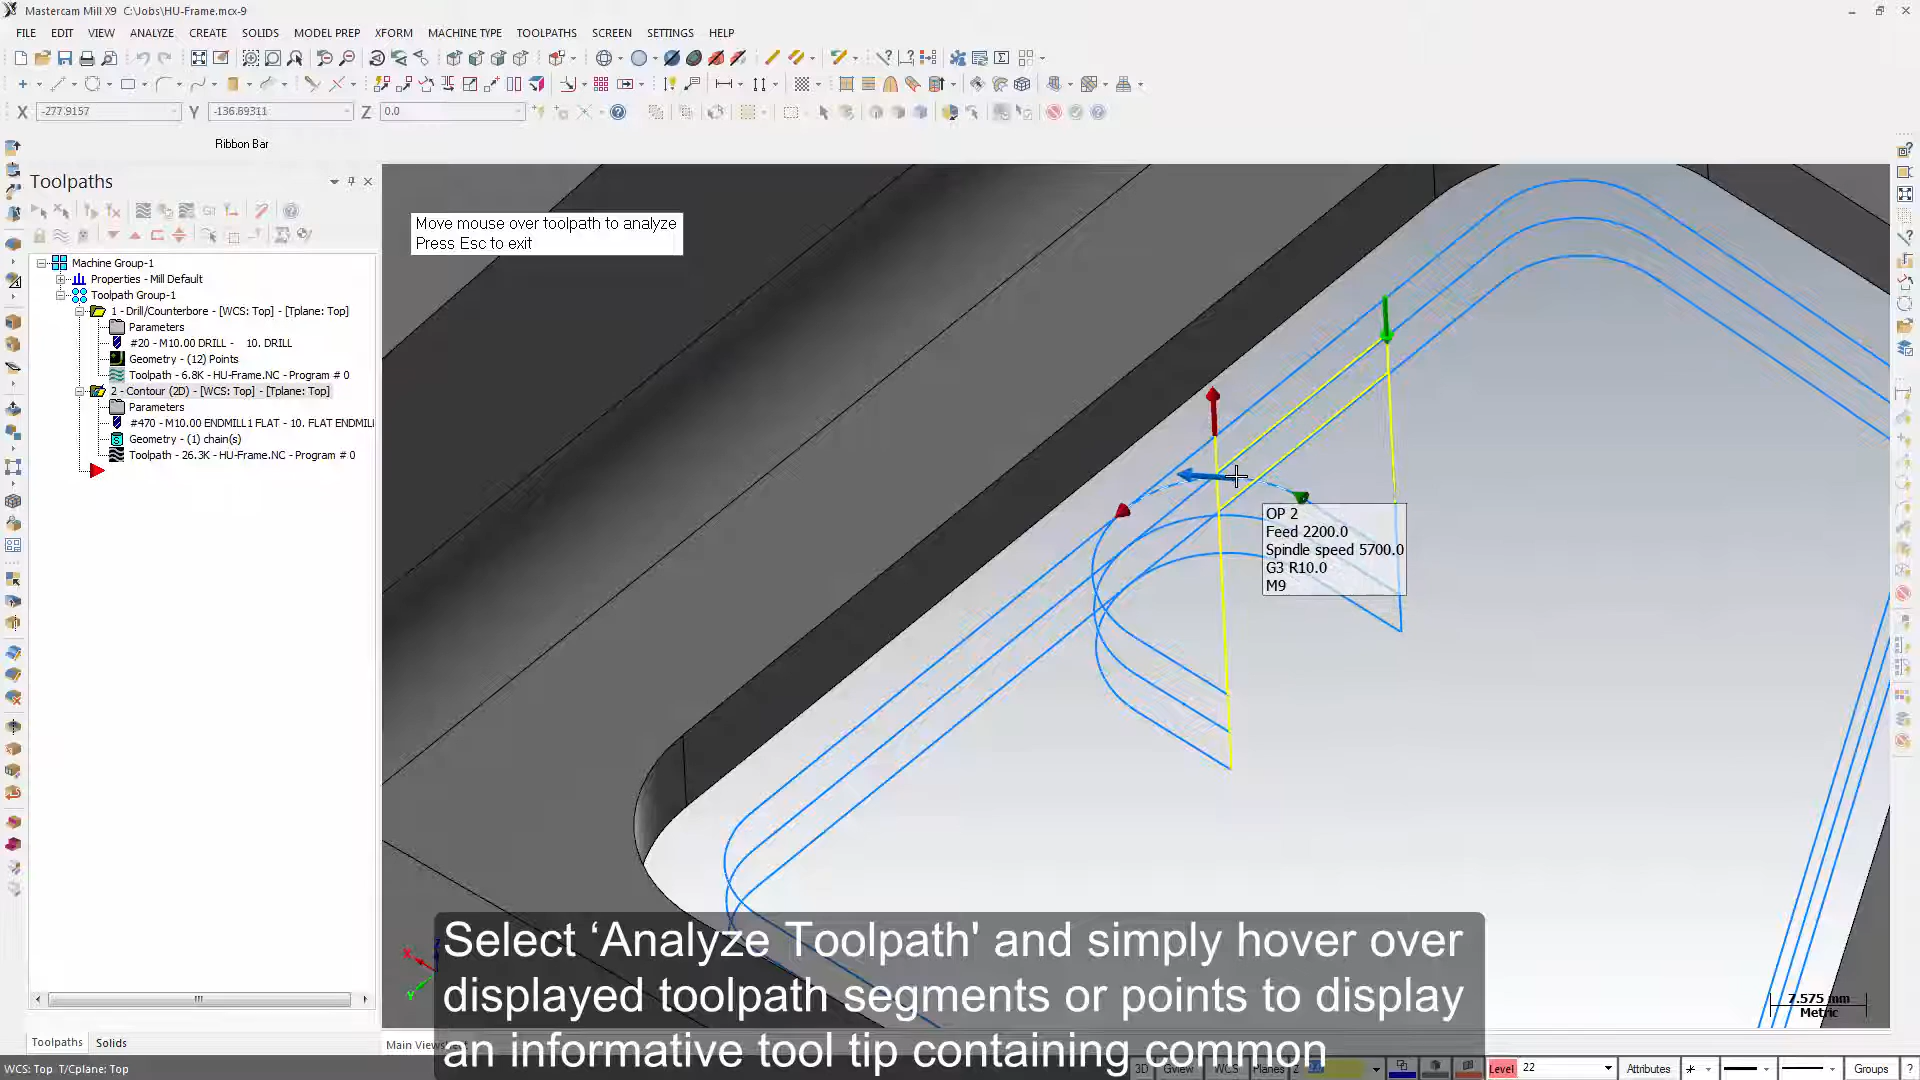 Mastercam Mill X9 C:\Jobs\HU-Frame.mcx-9
FILE EDIT VIEW ANALYZE CREATE SOLIDS MODEL PREP XFORM MACHINE TYPE TOOLPATHS SCREEN SETTINGS HELP
X -277.9157 Y -136.69311 Z 0.0
Ribbon Bar
Toolpaths
Machine Group-1
Properties - Mill Default
Toolpath Group-1
1 - Drill/Counterbore - [WCS: Top] - [Tplane: Top]
Parameters
#20 - M10.00 DRILL - 10. DRILL
Geometry - (12) Points
Toolpath - 6.8K - HU-Frame.NC - Program # 0
2 - Contour (2D) - [WCS: Top] - [Tplane: Top]
Parameters
#470 - M10.00 ENDMILL1 FLAT - 10. FLAT ENDMIL
Geometry - (1) chain(s)
Toolpath - 26.3K - HU-Frame.NC - Program # 0
Move mouse over toolpath to analyze
Press Esc to exit
OP 2
Feed 2200.0
Spindle speed 5700.0
G3 R10.0
M9
X
Y
7.575 mm
Metric
Select ‘Analyze Toolpath' and simply hover over
displayed toolpath segments or points to display
an informative tool tip containing common
Toolpaths Solids
Main Viewsheet
WCS: Top T/Cplane: Top
3D Gview WCS Planes Z Level 22 Attributes Groups ?